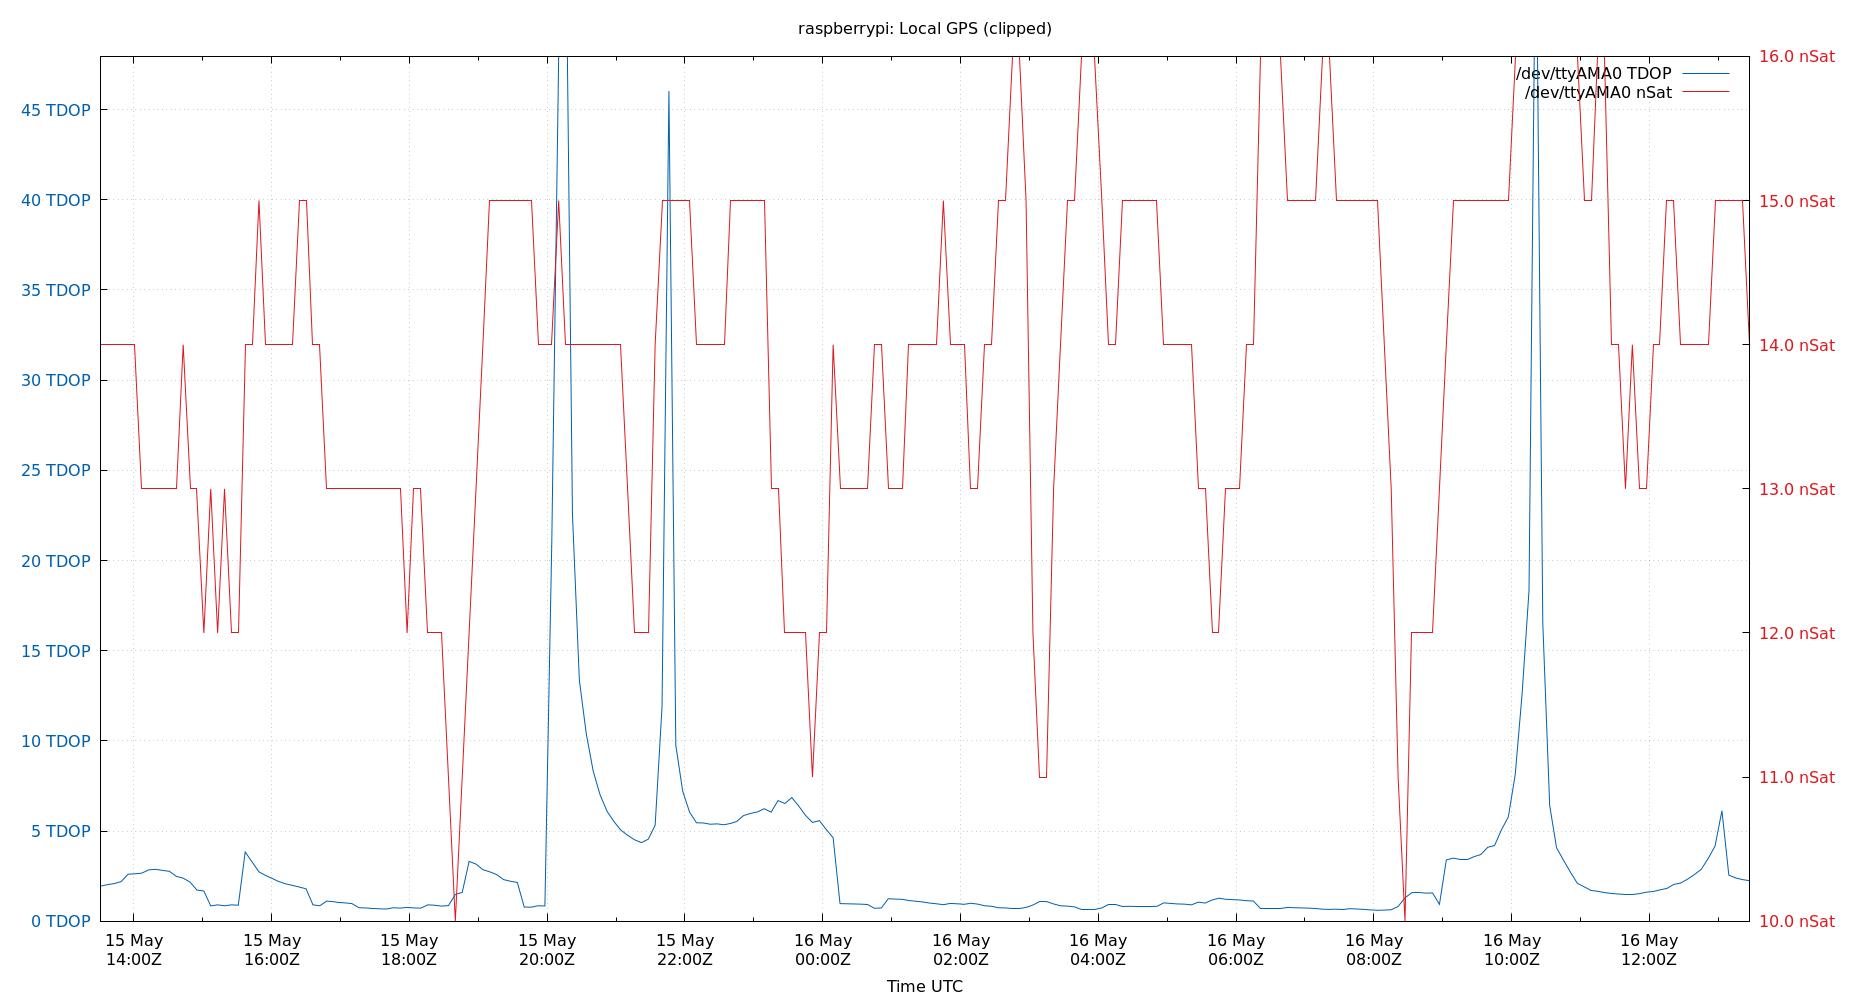 raspberrypi: Local GPS (clipped)
/dev/ttyAMA0 TDOP
/dev/ttyAMA0 nSat
45 TDOP
40 TDOP
35 TDOP
30 TDOP
25 TDOP
20 TDOP
15 TDOP
10 TDOP
5 TDOP
0 TDOP
16.0 nSat
15.0 nSat
14.0 nSat
13.0 nSat
12.0 nSat
11.0 nSat
10.0 nSat
15 May
14:00Z
15 May
16:00Z
15 May
18:00Z
15 May
20:00Z
15 May
22:00Z
16 May
00:00Z
16 May
02:00Z
16 May
04:00Z
16 May
06:00Z
16 May
08:00Z
16 May
10:00Z
16 May
12:00Z
Time UTC